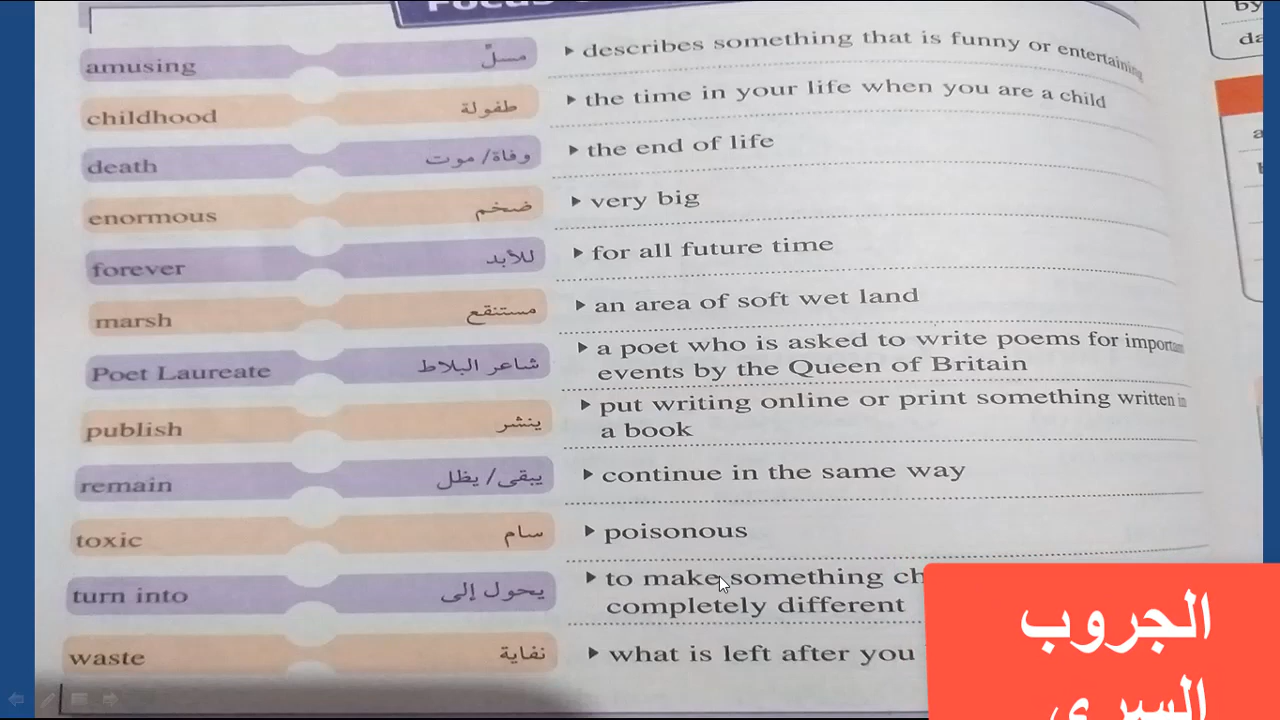 amusing مسلٍّ ▶ describes something that is funny or entertaining
childhood طفولة ▶ the time in your life when you are a child
death وفاة/ موت ▶ the end of life
enormous ضخم ▶ very big
forever للأبد ▶ for all future time
marsh مستنقع ▶ an area of soft wet land
Poet Laureate شاعر البلاط ▶ a poet who is asked to write poems for important
events by the Queen of Britain
publish ينشر ▶ put writing online or print something written in
a book
remain يبقى/ يظل ▶ continue in the same way
toxic سام ▶ poisonous
turn into يحول إلى ▶ to make something
completely different
waste نفاية ▶ what is left after you
by
da
الجروب
السري